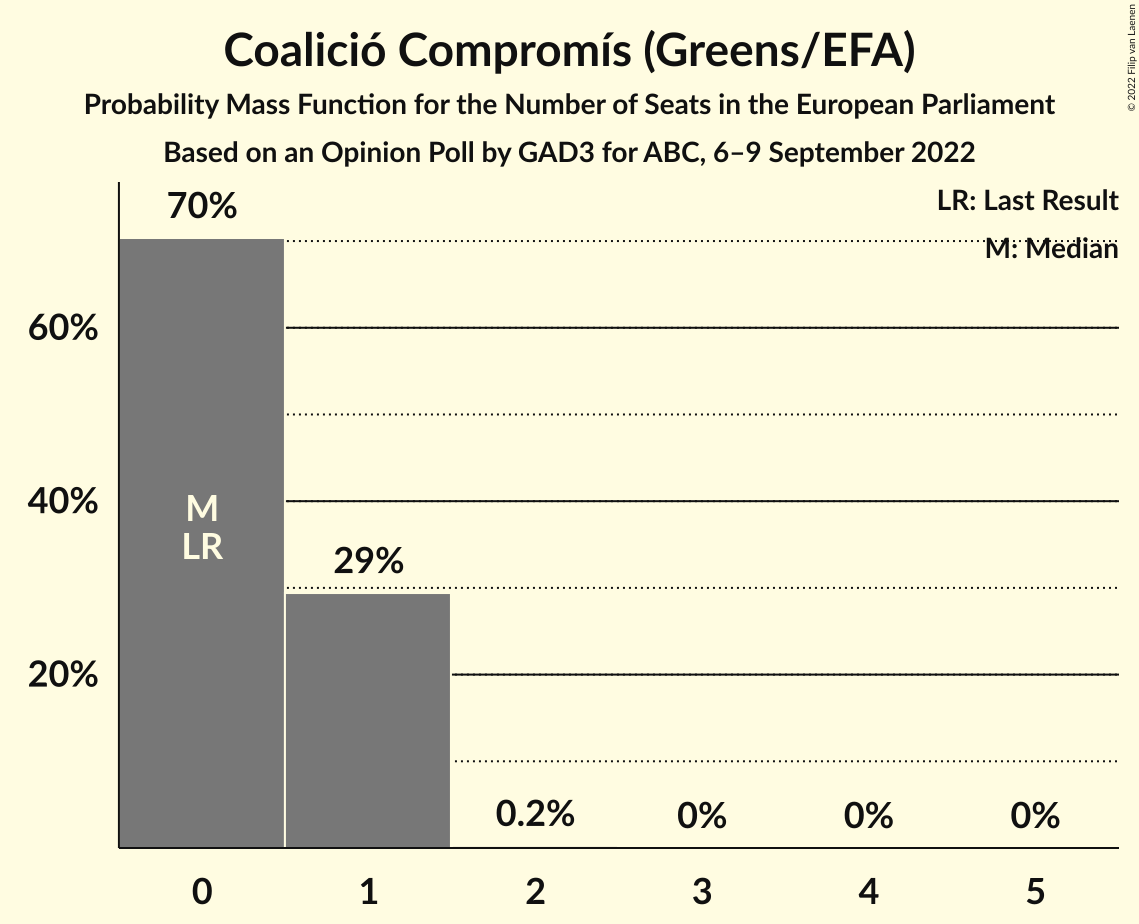 Coalició Compromís (Greens/EFA)
Probability Mass Function for the Number of Seats in the European Parliament
Based on an Opinion Poll by GAD3 for ABC, 6–9 September 2022
© 2022 Filip van Laenen
LR: Last Result
M: Median
70%
60%
M
40%
LR
29%
20%
0.2%
0%
0%
0%
0
1
2
3
4
5